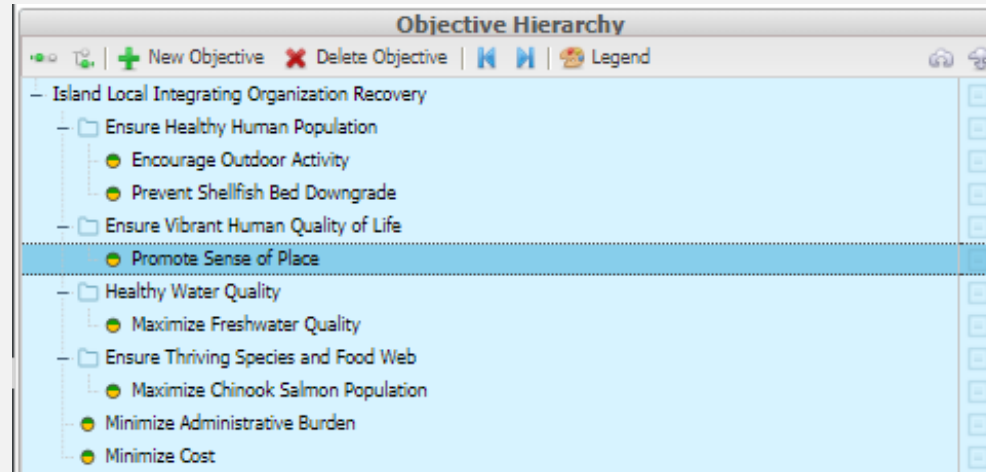 Objective Hierarchy
New Objective Delete Objective Legend
Island Local Integrating Organization Recovery
Ensure Healthy Human Population
Encourage Outdoor Activity
Prevent Shellfish Bed Downgrade
Ensure Vibrant Human Quality of Life
Promote Sense of Place
Healthy Water Quality
Maximize Freshwater Quality
Ensure Thriving Species and Food Web
Maximize Chinook Salmon Population
Minimize Administrative Burden
Minimize Cost